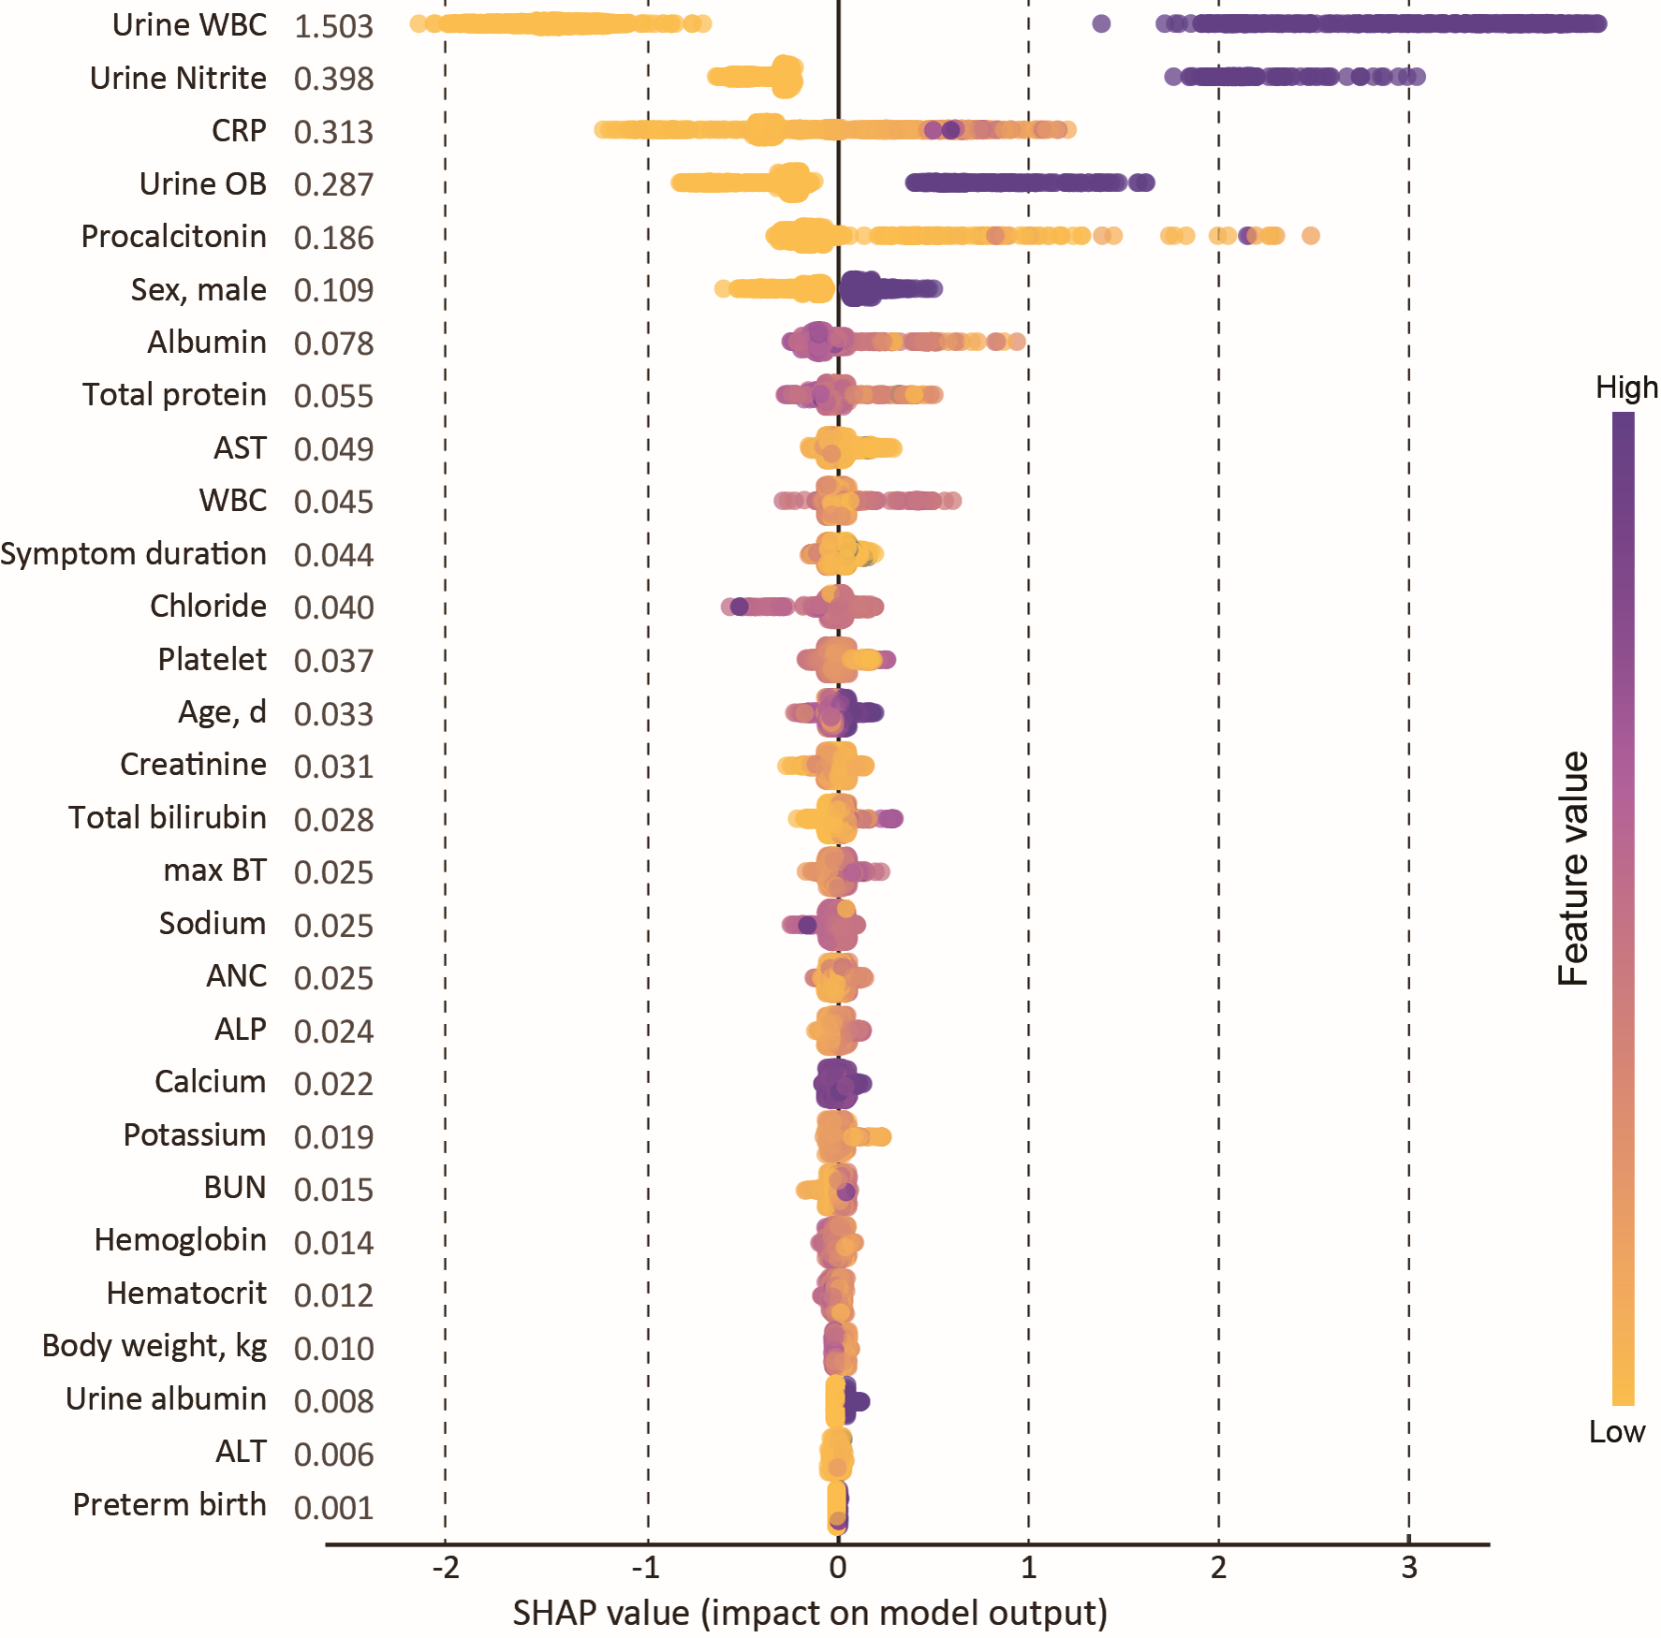 Urine WBC 1.503
Urine Nitrite 0.398
CRP 0.313
Urine OB 0.287
Procalcitonin 0.186
Sex, male 0.109
Albumin 0.078
Total protein 0.055
AST 0.049
WBC 0.045
Symptom duration 0.044
Chloride 0.040
Platelet 0.037
Age, d 0.033
Creatinine 0.031
Total bilirubin 0.028
max BT 0.025
Sodium 0.025
ANC 0.025
ALP 0.024
Calcium 0.022
Potassium 0.019
BUN 0.015
Hemoglobin 0.014
Hematocrit 0.012
Body weight, kg 0.010
Urine albumin 0.008
ALT 0.006
Preterm birth 0.001
-2 -1 0 1 2 3
SHAP value (impact on model output)
High
Feature value
Low